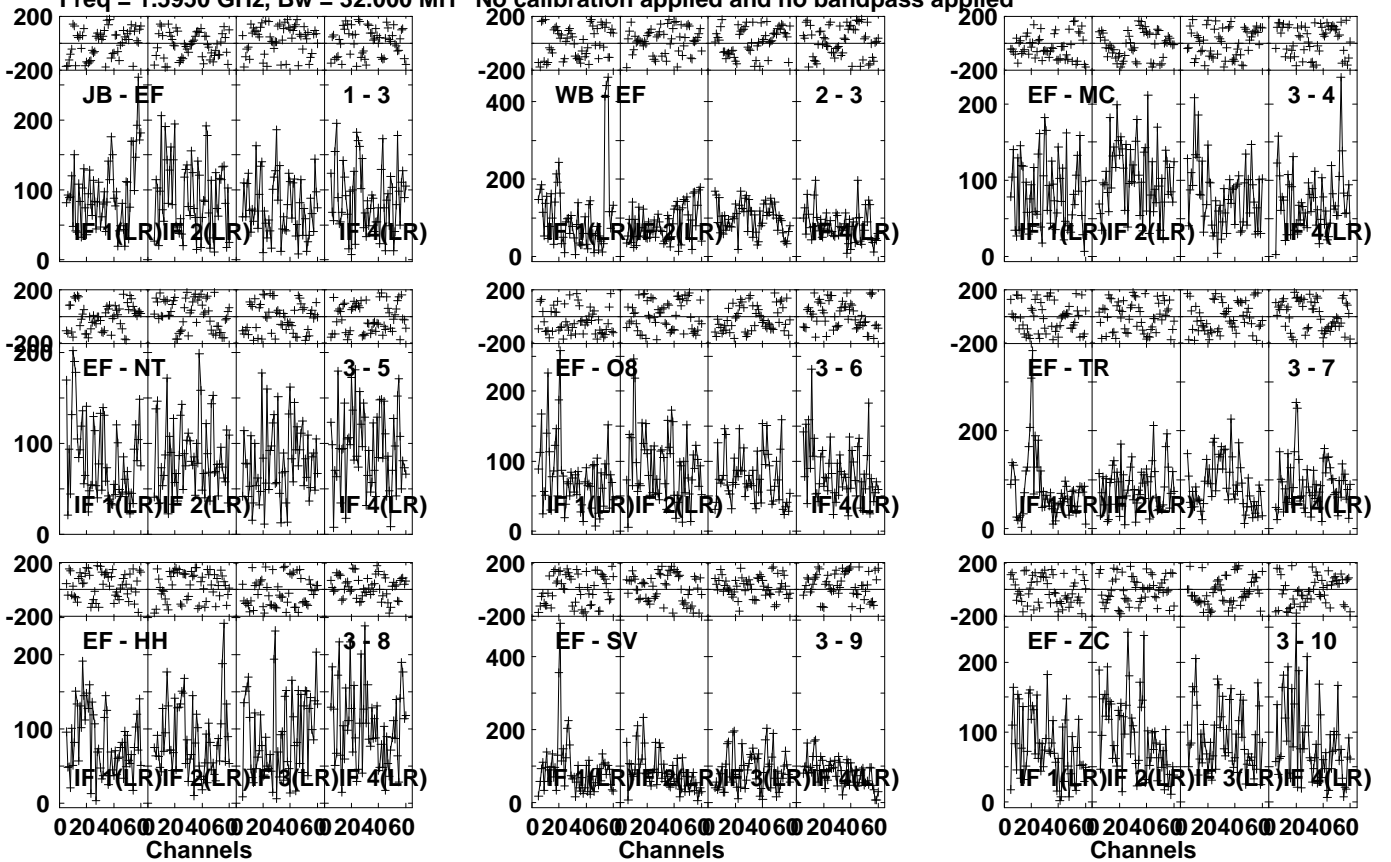 Freq = 1.5950 GHz, Bw = 32.000 MH No calibration applied and no bandpass applied
200
-200
JB - EF 1 - 3
200
100
0
IF 1(LR) IF 2(LR) IF 4(LR)
200
-200
WB - EF 2 - 3
400
200
0
IF 1(LR) IF 2(LR) IF 4(LR)
200
-200
EF - MC 3 - 4
200
100
0
IF 1(LR) IF 2(LR) IF 4(LR)
200
-200
200
EF - NT 3 - 5
100
0
IF 1(LR) IF 2(LR) IF 4(LR)
200
-200
EF - O8 3 - 6
200
100
0
IF 1(LR) IF 2(LR) IF 4(LR)
200
-200
EF - TR 3 - 7
200
0
IF 1(LR) IF 2(LR) IF 4(LR)
200
-200
EF - HH 3 - 8
200
100
0
IF 1(LR) IF 2(LR) IF 3(LR) IF 4(LR)
0 20 40 60 0 20 40 60 0 20 40 60 0 20 40 60
Channels
200
-200
EF - SV 3 - 9
400
200
0
IF 1(LR) IF 2(LR) IF 3(LR) IF 4(LR)
0 20 40 60 0 20 40 60 0 20 40 60 0 20 40 60
Channels
200
-200
EF - ZC 3 - 10
200
100
0
IF 1(LR) IF 2(LR) IF 3(LR) IF 4(LR)
0 20 40 60 0 20 40 60 0 20 40 60 0 20 40 60
Channels